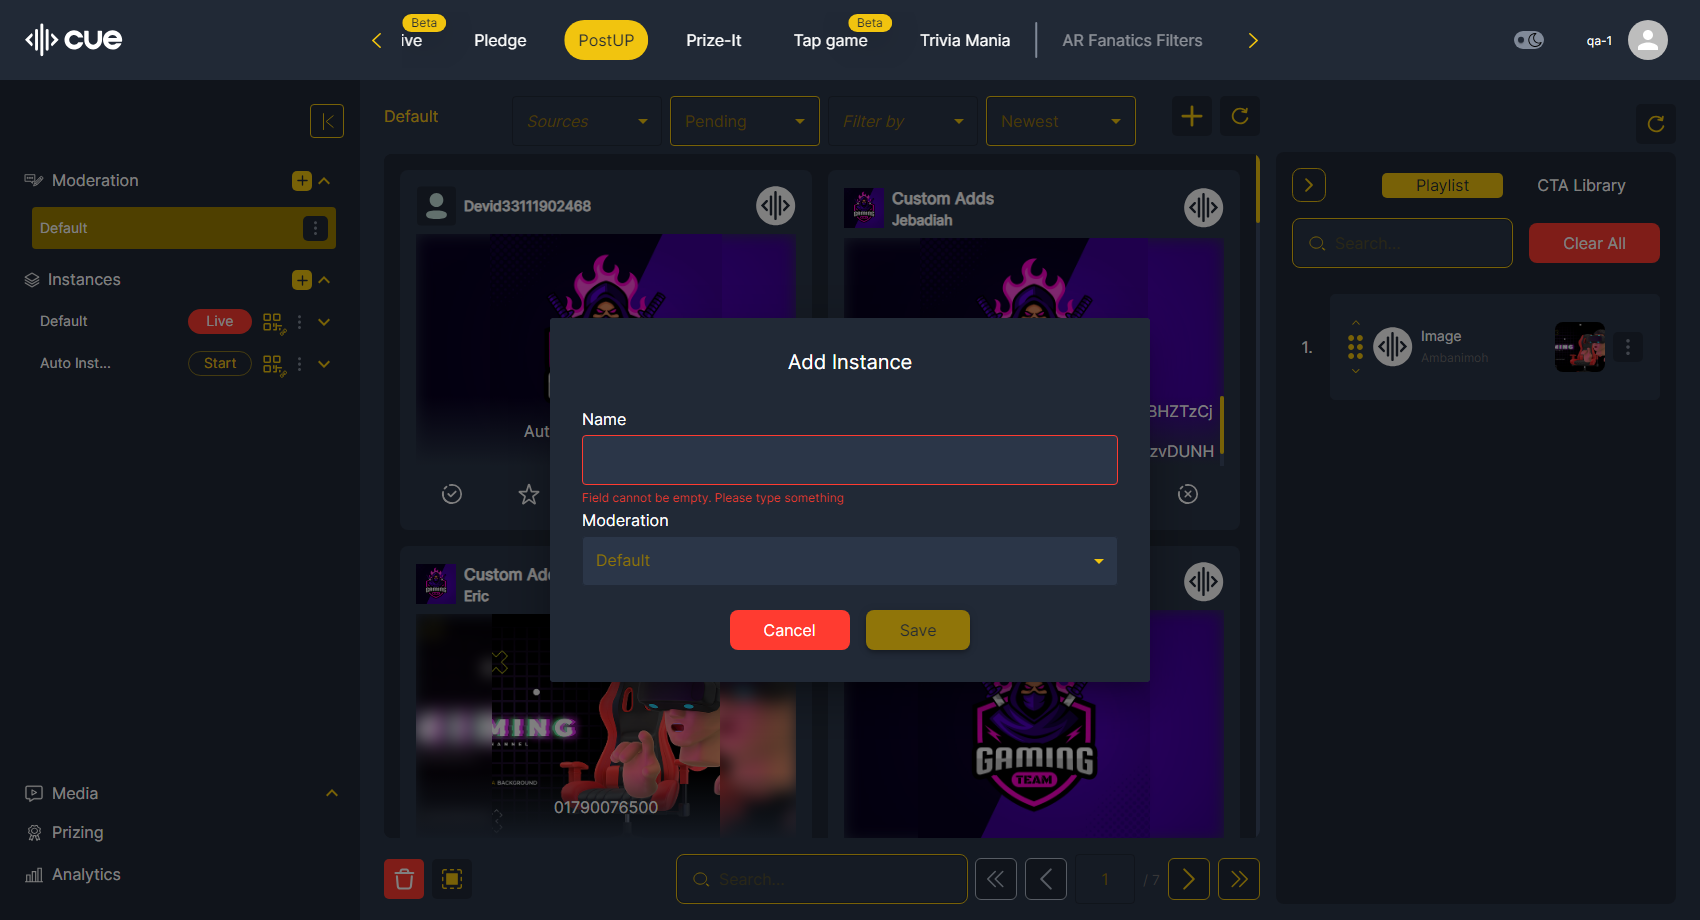 cue
Beta
ive
Pledge
PostUP
Prize-It
Beta
Tap game
Trivia Mania
AR Fanatics Filters
qa-1
Moderation
Default
Instances
Default
Live
Auto Inst...
Start
Media
Prizing
Analytics
Default
Sources
Pending
Filter by
Newest
Devid33111902468
Custom Adds
Jebadiah
Aut
BHZTzCj
zvDUNH
Custom Add
Eric
MING
BACKGROUND
01790076500
GAMING
TEAM
Add Instance
Name
Field cannot be empty. Please type something
Moderation
Default
Cancel
Save
Search...
1
/ 7
Playlist
CTA Library
Search...
Clear All
1.
Image
Ambanimoh